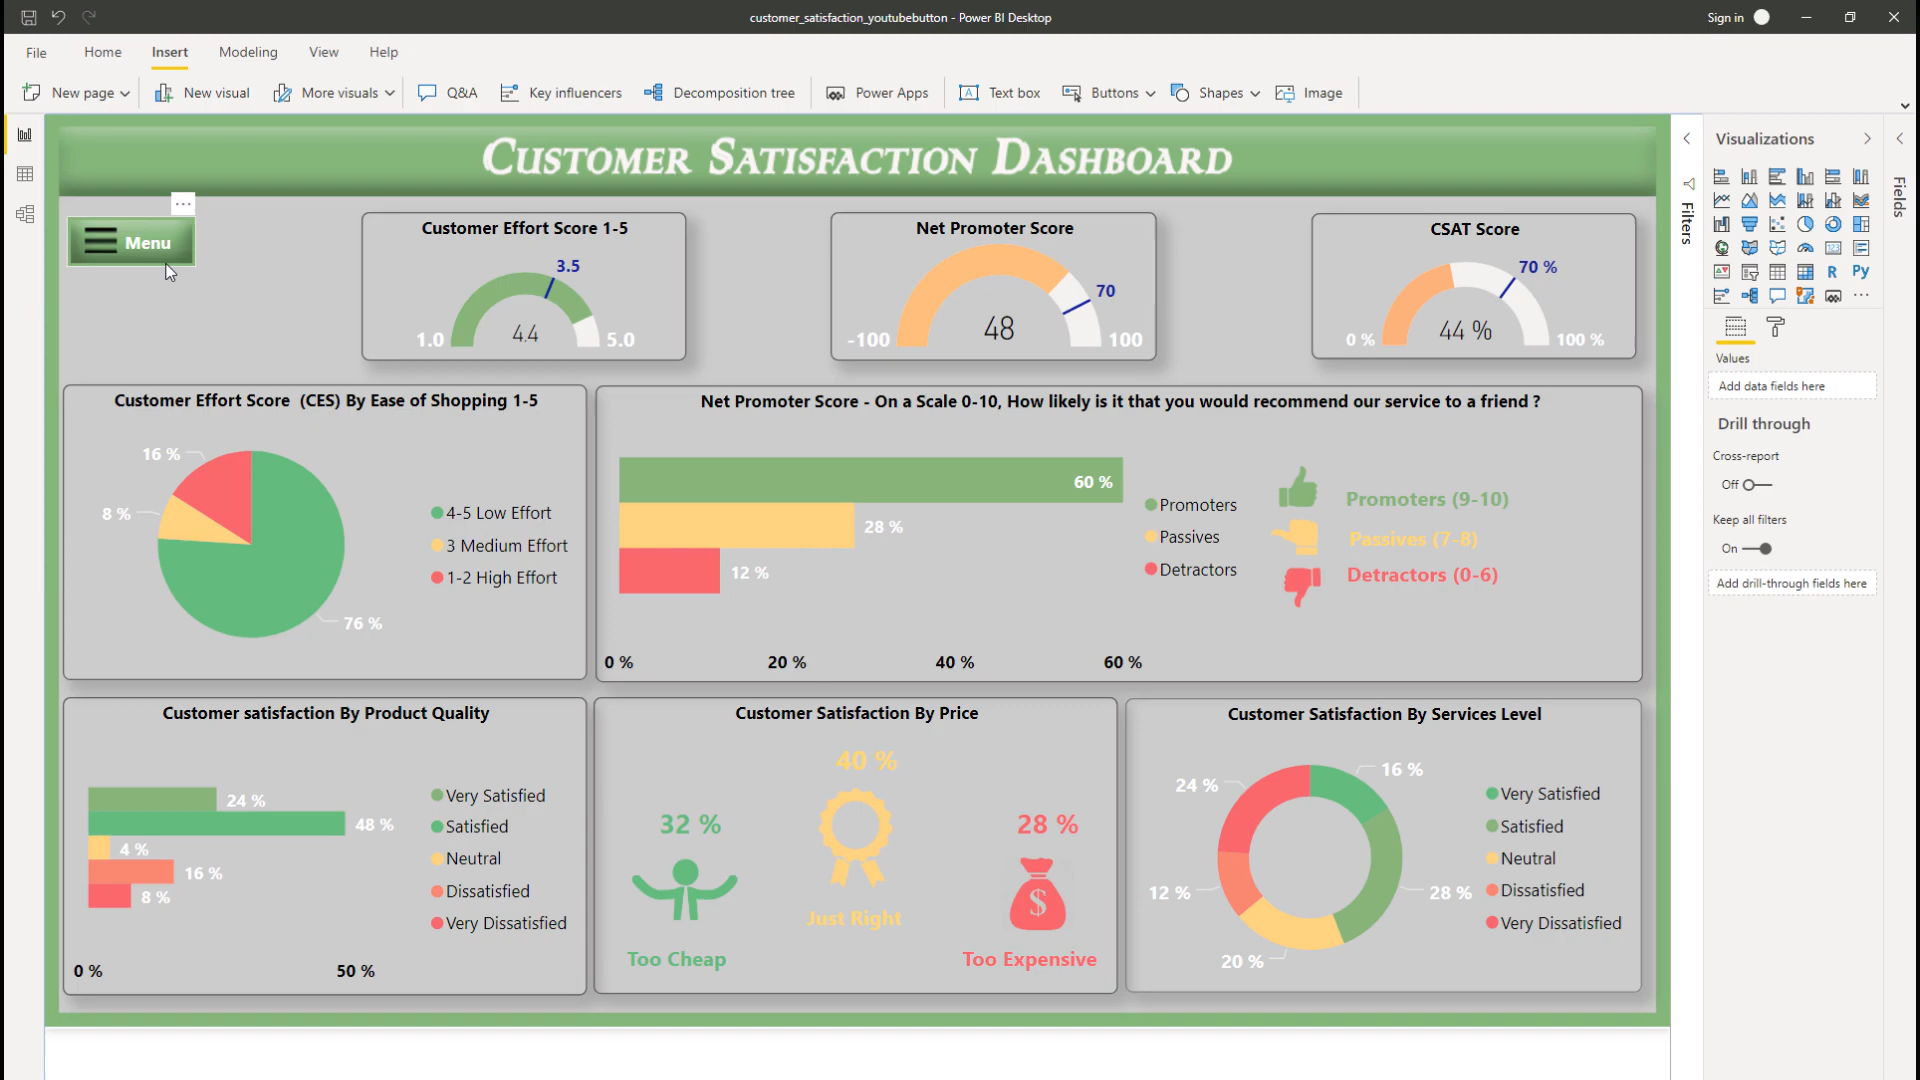 customer_satisfaction_youtubebutton - Power BI Desktop
Sign in
File Home Insert Modeling View Help
New page New visual More visuals Q&A Key influencers Decomposition tree Power Apps Text box Buttons Shapes Image
CUSTOMER SATISFACTION DASHBOARD
...
Menu
Customer Effort Score 1-5
3.5
1.0 4.4 5.0
Net Promoter Score
70
-100 48 100
CSAT Score
70 %
0 % 44 % 100 %
Customer Effort Score (CES) By Ease of Shopping 1-5
16 %
8 %
76 %
4-5 Low Effort
3 Medium Effort
1-2 High Effort
Net Promoter Score - On a Scale 0-10, How likely is it that you would recommend our service to a friend ?
60 %
28 %
12 %
0 % 20 % 40 % 60 %
Promoters
Passives
Detractors
Promoters (9-10)
Passives (7-8)
Detractors (0-6)
Customer satisfaction By Product Quality
24 %
48 %
4 %
16 %
8 %
0 % 50 %
Very Satisfied
Satisfied
Neutral
Dissatisfied
Very Dissatisfied
Customer Satisfaction By Price
40 %
32 %
28 %
$
Just Right
Too Cheap
Too Expensive
Customer Satisfaction By Services Level
16 %
24 %
12 %
28 %
20 %
Very Satisfied
Satisfied
Neutral
Dissatisfied
Very Dissatisfied
Filters
Visualizations
R Py
...
Values
Add data fields here
Drill through
Cross-report
Off
Keep all filters
On
Add drill-through fields here
Fields